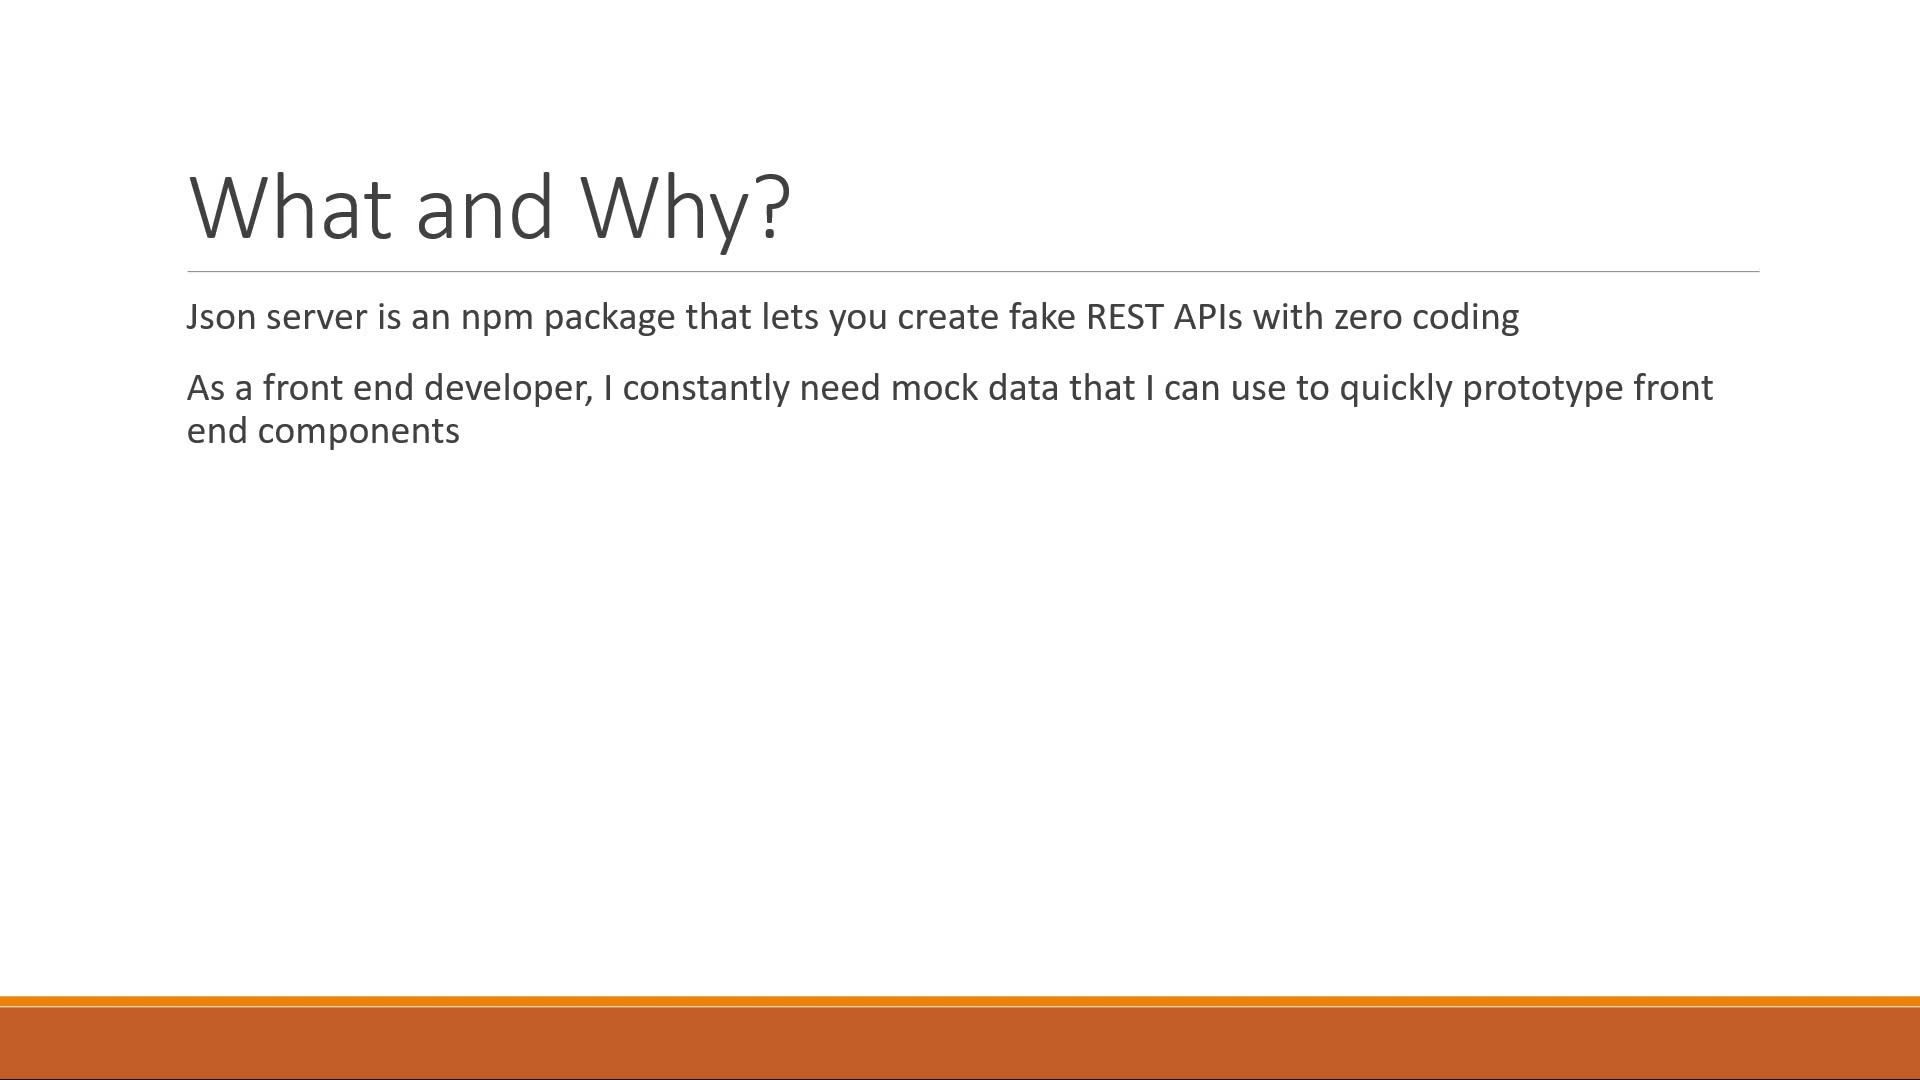 What and Why?
Json server is an npm package that lets you create fake REST APIs with zero coding
As a front end developer, I constantly need mock data that I can use to quickly prototype front
end components